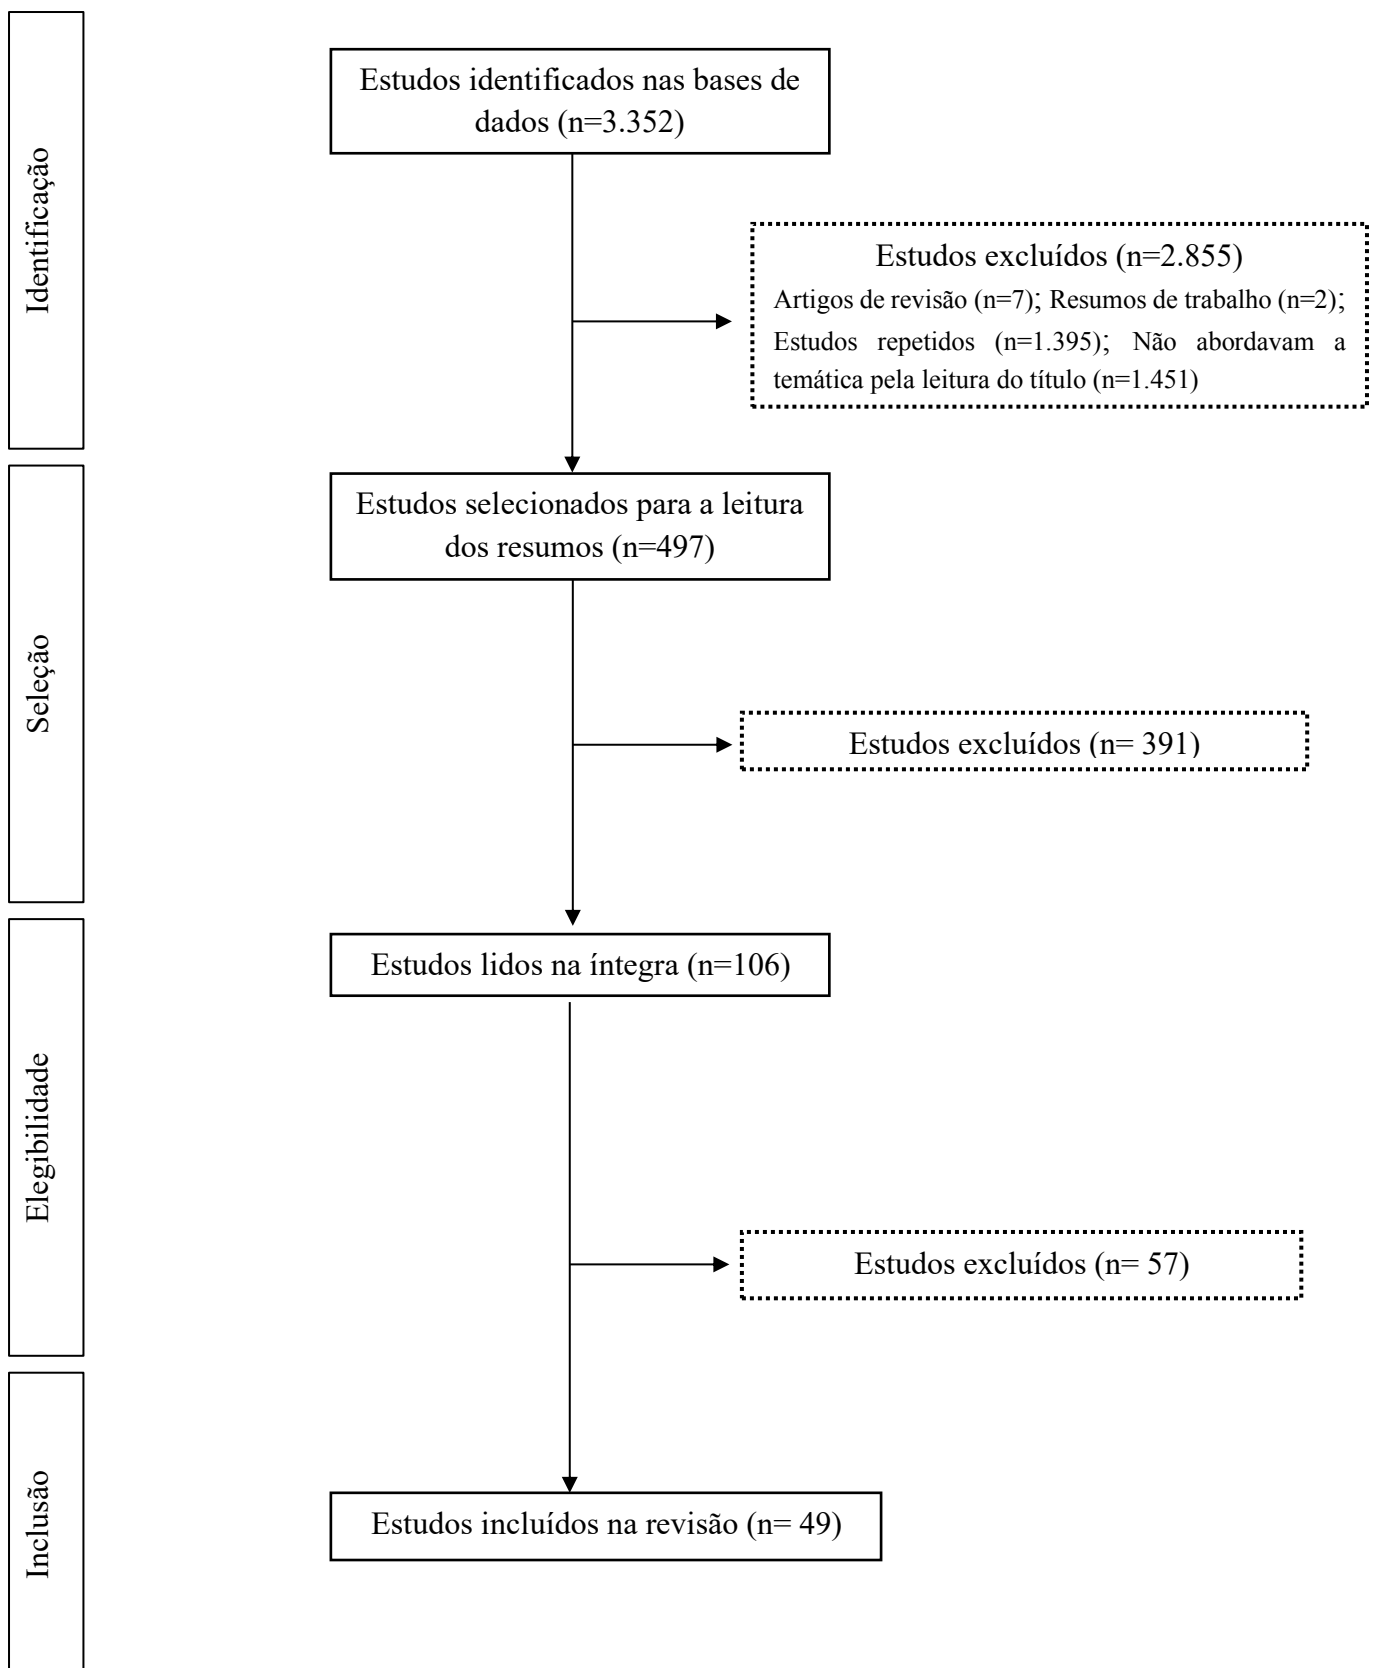 Identificação
Estudos identificados nas bases de
dados (n=3.352)
Estudos excluídos (n=2.855)
Artigos de revisão (n=7); Resumos de trabalho (n=2);
Estudos repetidos (n=1.395); Não abordavam a
temática pela leitura do título (n=1.451)
Seleção
Estudos selecionados para a leitura
dos resumos (n=497)
Estudos excluídos (n= 391)
Elegibilidade
Estudos lidos na íntegra (n=106)
Estudos excluídos (n= 57)
Inclusão
Estudos incluídos na revisão (n= 49)